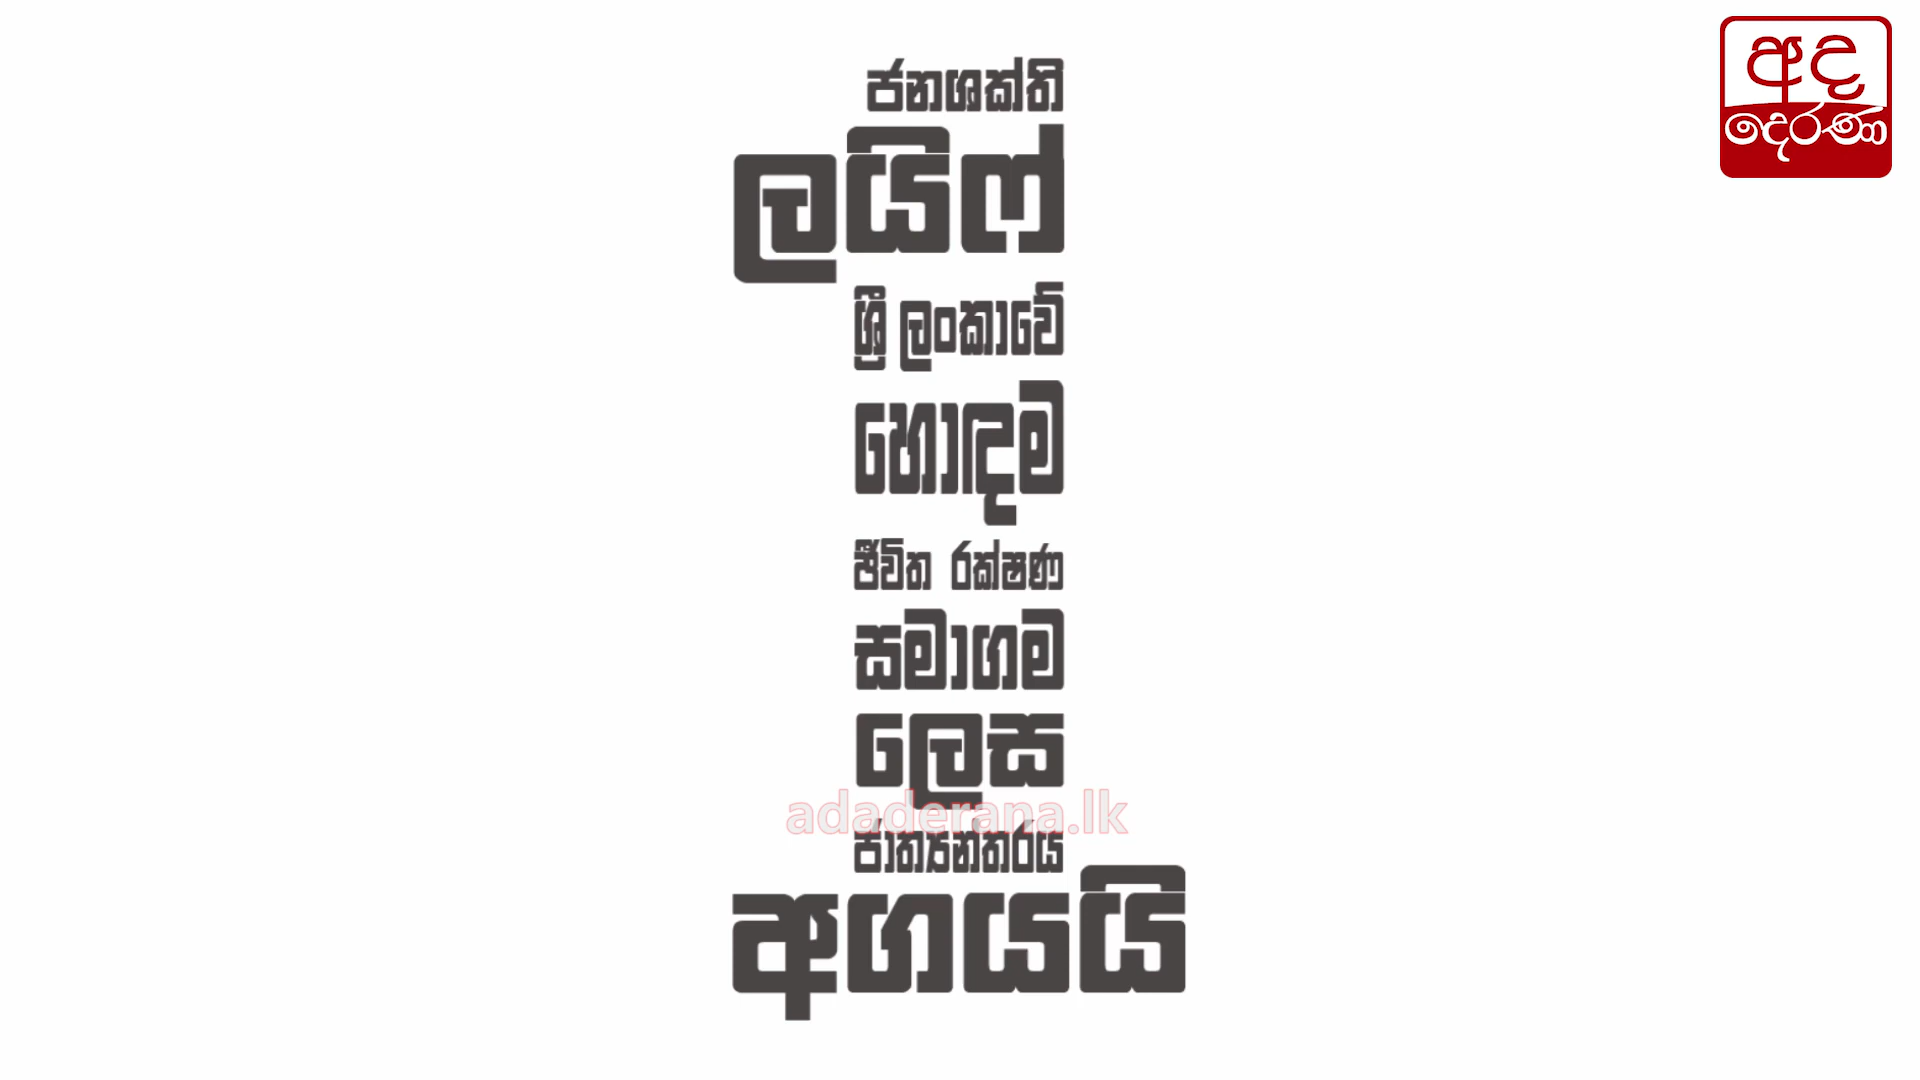 ජනශක්ති
ලයිෆ්
ශ්‍රී ලංකාවේ
හොඳම
ජීවිත රක්ෂණ
සමාගම
ලෙස
ජාත්‍යන්තරය
අගයයි
adaderana.lk
අද
දෙරණ